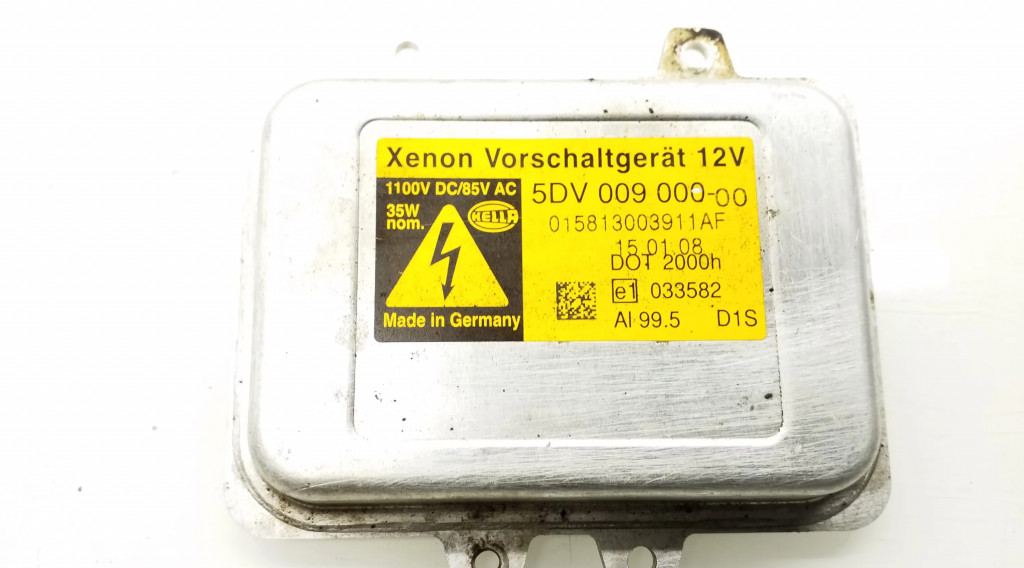 Xenon Vorschaltgerät 12V
1100V DC/85V AC
35W
nom.
HELLA
Made in Germany
5DV 009 000-00
015813003911AF
15.01.08
DOT 2000h
e1 033582
Al 99.5 D1S